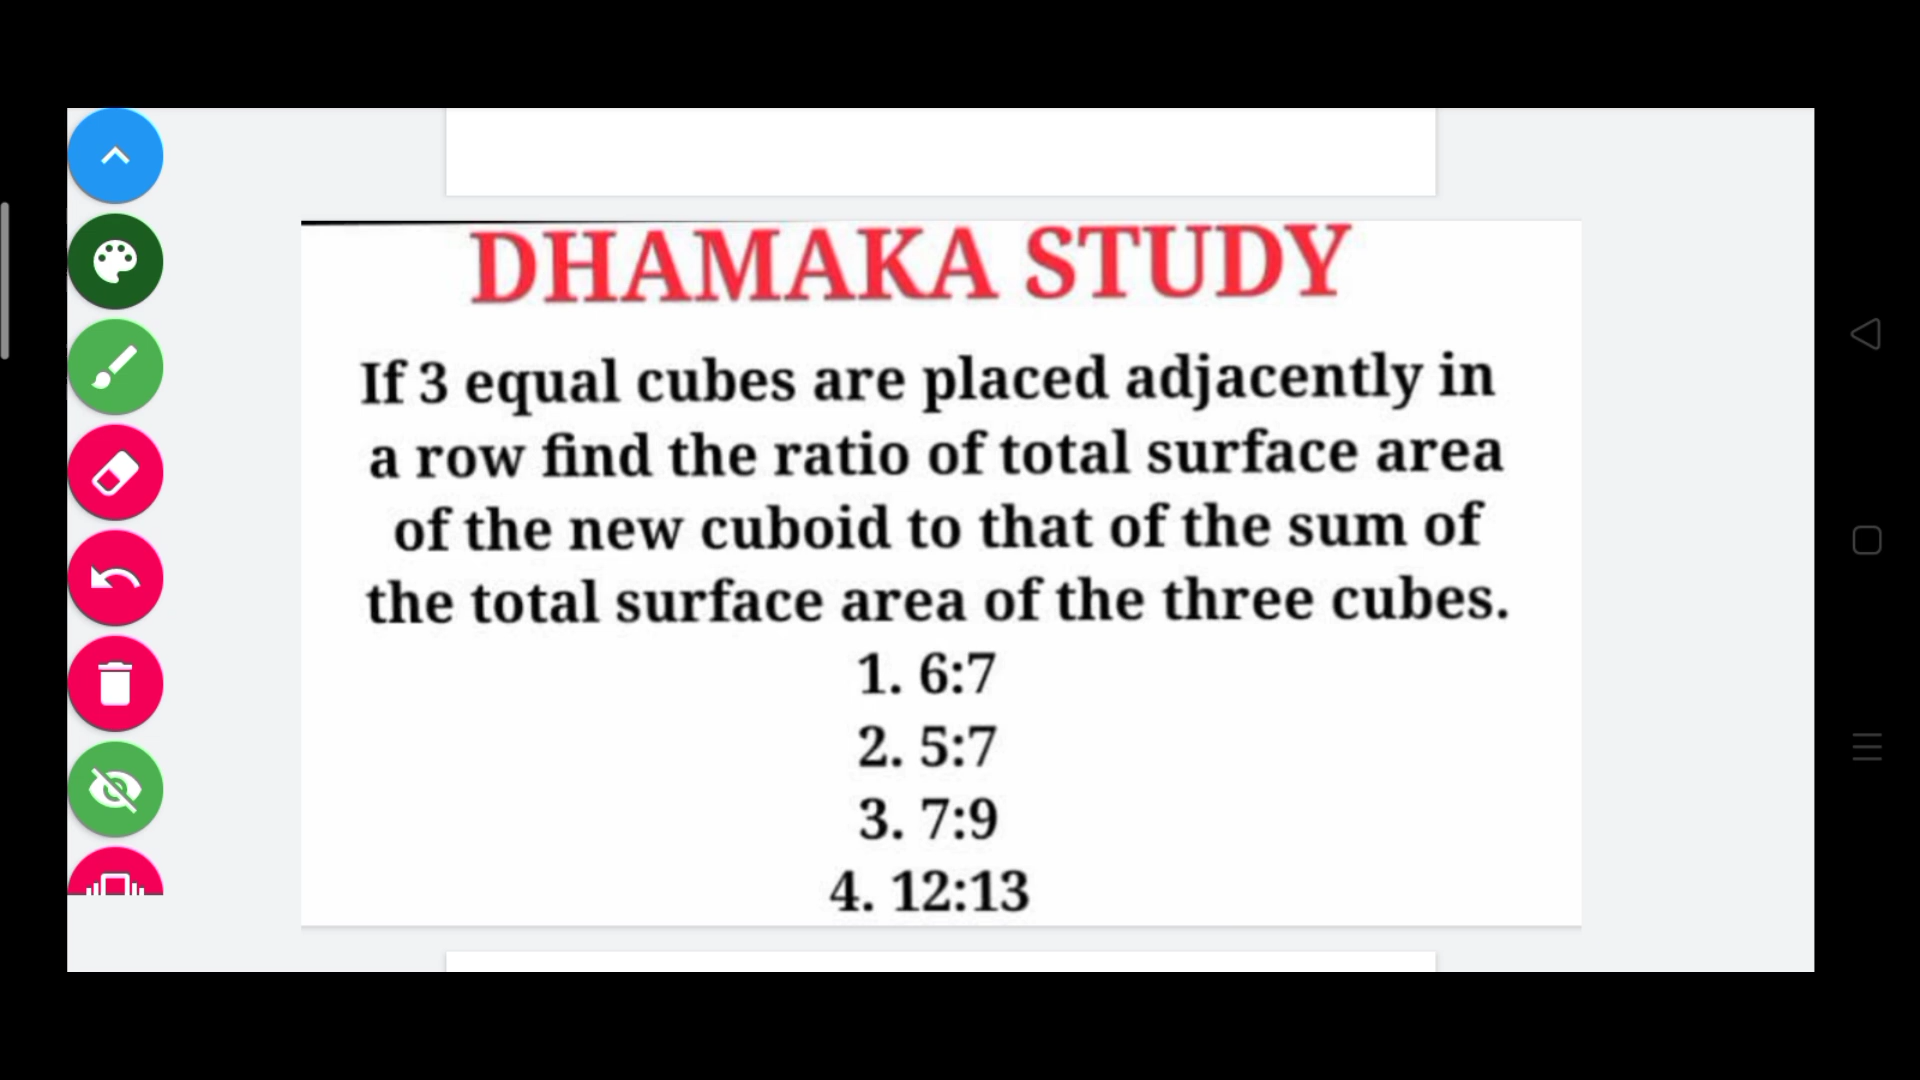 DHAMAKA STUDY
If 3 equal cubes are placed adjacently in
a row find the ratio of total surface area
of the new cuboid to that of the sum of
the total surface area of the three cubes.
1. 6:7
2. 5:7
3. 7:9
4. 12:13